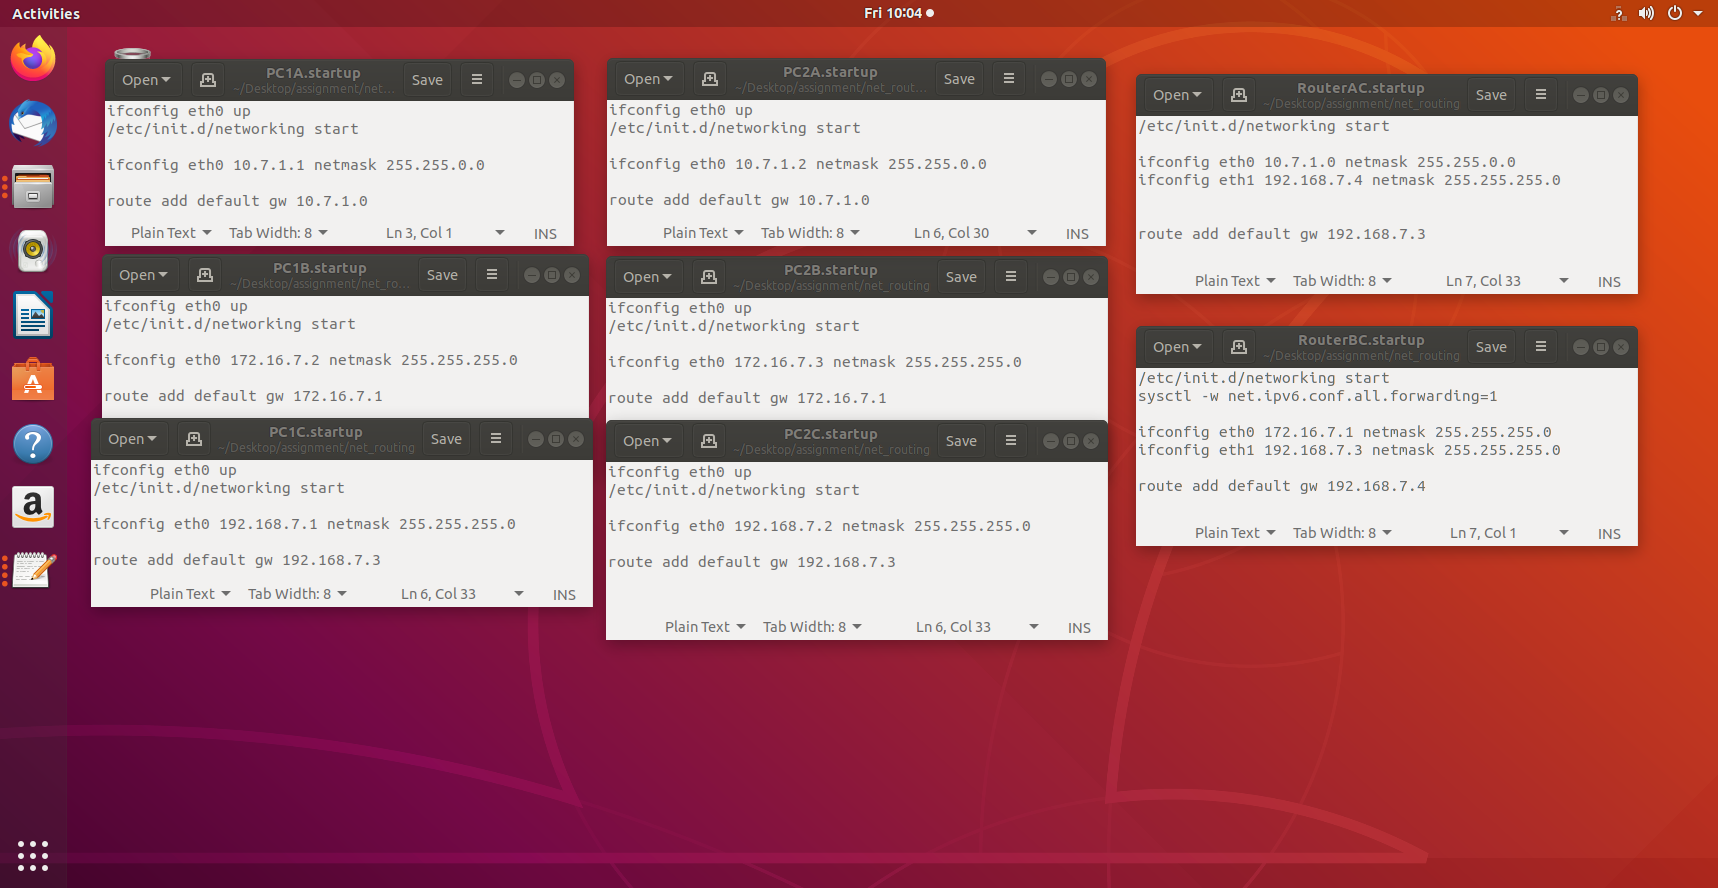 Activities
Fri 10:04
Open
PC1A.startup
~/Desktop/assignment/net...
Save
ifconfig eth0 up
/etc/init.d/networking start
ifconfig eth0 10.7.1.1 netmask 255.255.0.0
route add default gw 10.7.1.0
Plain Text
Tab Width: 8
Ln 3, Col 1
INS
Open
PC2A.startup
~/Desktop/assignment/net_rout...
Save
ifconfig eth0 up
/etc/init.d/networking start
ifconfig eth0 10.7.1.2 netmask 255.255.0.0
route add default gw 10.7.1.0
Plain Text
Tab Width: 8
Ln 6, Col 30
INS
Open
RouterAC.startup
~/Desktop/assignment/net_routing
Save
/etc/init.d/networking start
ifconfig eth0 10.7.1.0 netmask 255.255.0.0
ifconfig eth1 192.168.7.4 netmask 255.255.255.0
route add default gw 192.168.7.3
Plain Text
Tab Width: 8
Ln 7, Col 33
INS
Open
PC1B.startup
~/Desktop/assignment/net_ro...
Save
ifconfig eth0 up
/etc/init.d/networking start
ifconfig eth0 172.16.7.2 netmask 255.255.255.0
route add default gw 172.16.7.1
Open
PC2B.startup
~/Desktop/assignment/net_routing
Save
ifconfig eth0 up
/etc/init.d/networking start
ifconfig eth0 172.16.7.3 netmask 255.255.255.0
route add default gw 172.16.7.1
Open
RouterBC.startup
~/Desktop/assignment/net_routing
Save
/etc/init.d/networking start
sysctl -w net.ipv6.conf.all.forwarding=1
ifconfig eth0 172.16.7.1 netmask 255.255.255.0
ifconfig eth1 192.168.7.3 netmask 255.255.255.0
route add default gw 192.168.7.4
Plain Text
Tab Width: 8
Ln 7, Col 1
INS
Open
PC1C.startup
~/Desktop/assignment/net_routing
Save
ifconfig eth0 up
/etc/init.d/networking start
ifconfig eth0 192.168.7.1 netmask 255.255.255.0
route add default gw 192.168.7.3
Plain Text
Tab Width: 8
Ln 6, Col 33
INS
Open
PC2C.startup
~/Desktop/assignment/net_routing
Save
ifconfig eth0 up
/etc/init.d/networking start
ifconfig eth0 192.168.7.2 netmask 255.255.255.0
route add default gw 192.168.7.3
Plain Text
Tab Width: 8
Ln 6, Col 33
INS